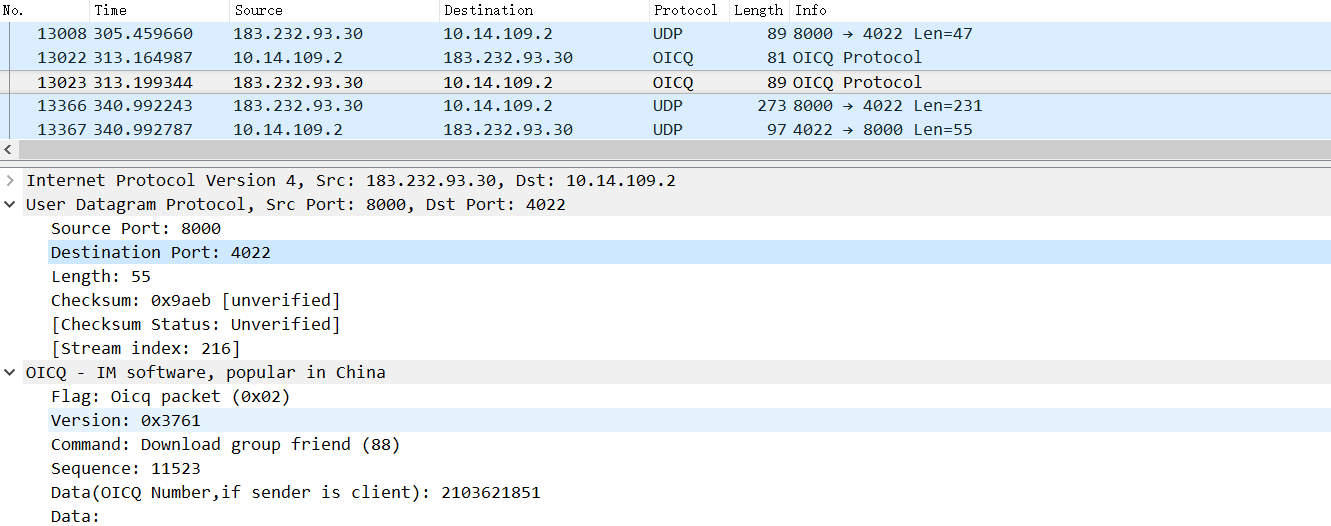 No. Time Source Destination Protocol Length Info
13008 305.459660 183.232.93.30 10.14.109.2 UDP 89 8000 → 4022 Len=47
13022 313.164987 10.14.109.2 183.232.93.30 OICQ 81 OICQ Protocol
13023 313.199344 183.232.93.30 10.14.109.2 OICQ 89 OICQ Protocol
13366 340.992243 183.232.93.30 10.14.109.2 UDP 273 8000 → 4022 Len=231
13367 340.992787 10.14.109.2 183.232.93.30 UDP 97 4022 → 8000 Len=55
Internet Protocol Version 4, Src: 183.232.93.30, Dst: 10.14.109.2
User Datagram Protocol, Src Port: 8000, Dst Port: 4022
Source Port: 8000
Destination Port: 4022
Length: 55
Checksum: 0x9aeb [unverified]
[Checksum Status: Unverified]
[Stream index: 216]
OICQ - IM software, popular in China
Flag: Oicq packet (0x02)
Version: 0x3761
Command: Download group friend (88)
Sequence: 11523
Data(OICQ Number,if sender is client): 2103621851
Data: